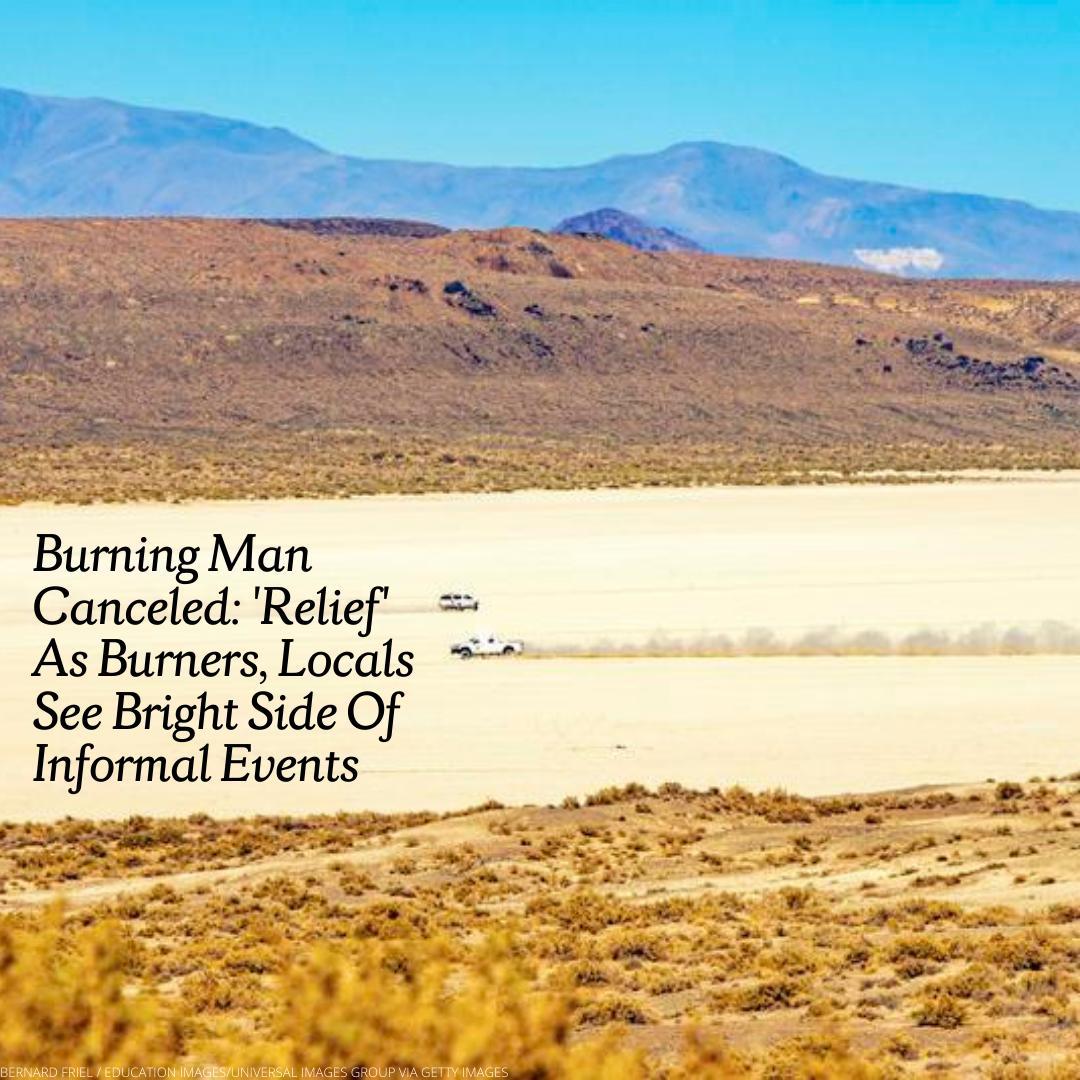 Burning Man
Canceled: 'Relief'
As Burners, Locals
See Bright Side Of
Informal Events
BERNARD FRIEL / EDUCATION IMAGES/UNIVERSAL IMAGES GROUP VIA GETTY IMAGES